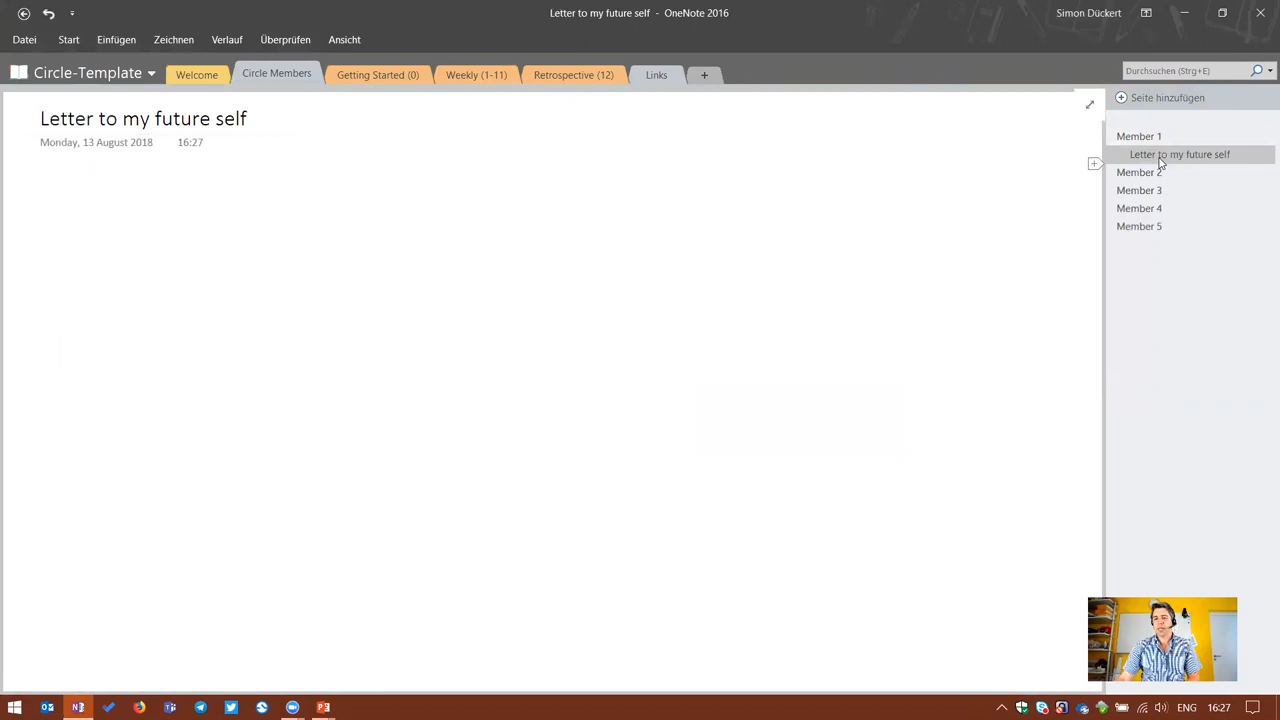 Letter to my future self - OneNote 2016
Simon Dückert
Datei Start Einfügen Zeichnen Verlauf Überprüfen Ansicht
Circle-Template Welcome Circle Members Getting Started (0) Weekly (1-11) Retrospective (12) Links
Durchsuchen (Strg+E)
Seite hinzufügen
Letter to my future self
Monday, 13 August 2018 16:27
Member 1
Letter to my future self
Member 2
Member 3
Member 4
Member 5
ENG 16:27